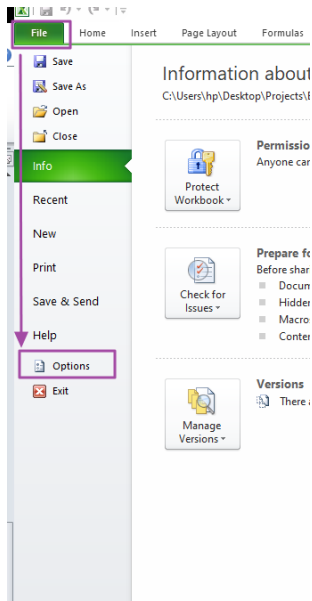 File Home Insert Page Layout Formulas
Save
Save As
Open
Close
Info
Recent
New
Print
Save & Send
Help
Options
Exit
Information about
C:\Users\hp\Desktop\Projects\
Permissio
Anyone car
Protect
Workbook
Prepare fo
Before shar
Docum
Hidden
Macro
Conte
Check for
Issues
Versions
There a
Manage
Versions